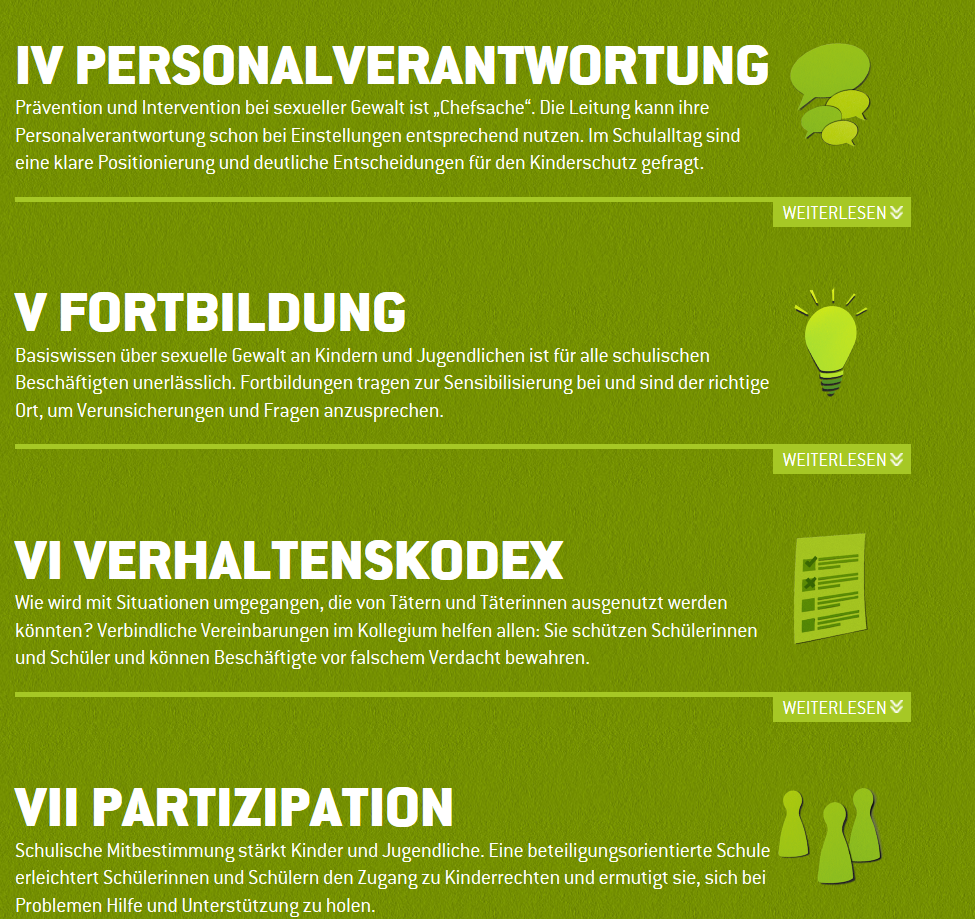 IV PERSONALVERANTWORTUNG
Prävention und Intervention bei sexueller Gewalt ist „Chefsache“. Die Leitung kann ihre
Personalverantwortung schon bei Einstellungen entsprechend nutzen. Im Schulalltag sind
eine klare Positionierung und deutliche Entscheidungen für den Kinderschutz gefragt.
WEITERLESEN
V FORTBILDUNG
Basiswissen über sexuelle Gewalt an Kindern und Jugendlichen ist für alle schulischen
Beschäftigten unerlässlich. Fortbildungen tragen zur Sensibilisierung bei und sind der richtige
Ort, um Verunsicherungen und Fragen anzusprechen.
WEITERLESEN
VI VERHALTENSKODEX
Wie wird mit Situationen umgegangen, die von Tätern und Täterinnen ausgenutzt werden
könnten? Verbindliche Vereinbarungen im Kollegium helfen allen: Sie schützen Schülerinnen
und Schüler und können Beschäftigte vor falschem Verdacht bewahren.
WEITERLESEN
VII PARTIZIPATION
Schulische Mitbestimmung stärkt Kinder und Jugendliche. Eine beteiligungsorientierte Schule
erleichtert Schülerinnen und Schülern den Zugang zu Kinderrechten und ermutigt sie, sich bei
Problemen Hilfe und Unterstützung zu holen.